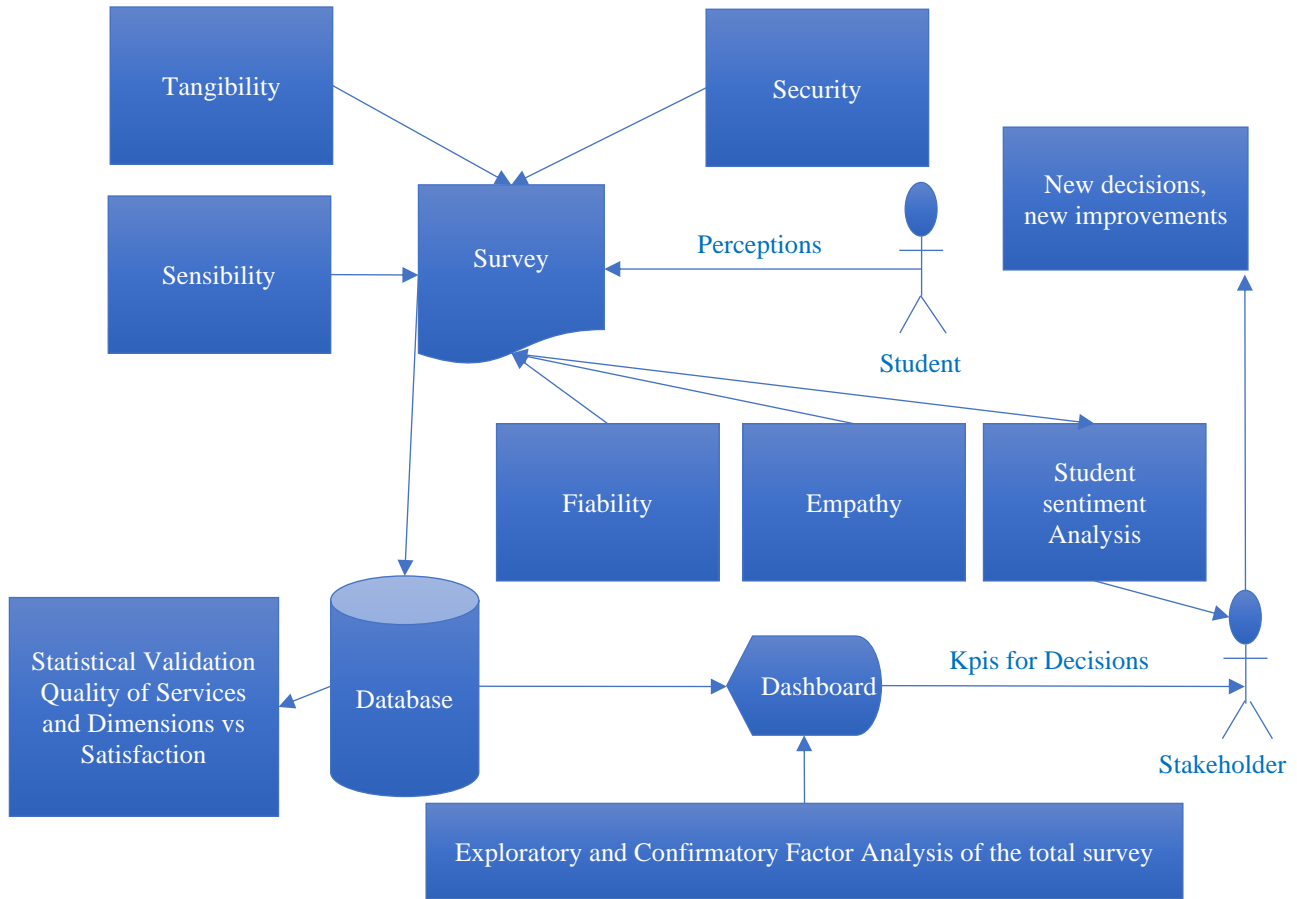 Tangibility
Security
New decisions,
new improvements
Sensibility
Survey
Perceptions
Student
Fiability
Empathy
Student
sentiment
Analysis
Statistical Validation
Quality of Services
and Dimensions vs
Satisfaction
Database
Dashboard
Kpis for Decisions
Stakeholder
Exploratory and Confirmatory Factor Analysis of the total survey